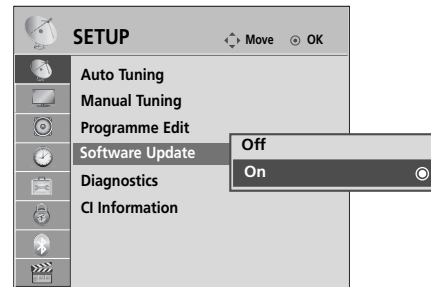 SETUP
Move OK
Auto Tuning
Manual Tuning
Programme Edit
Software Update
Off
On
Diagnostics
CI Information